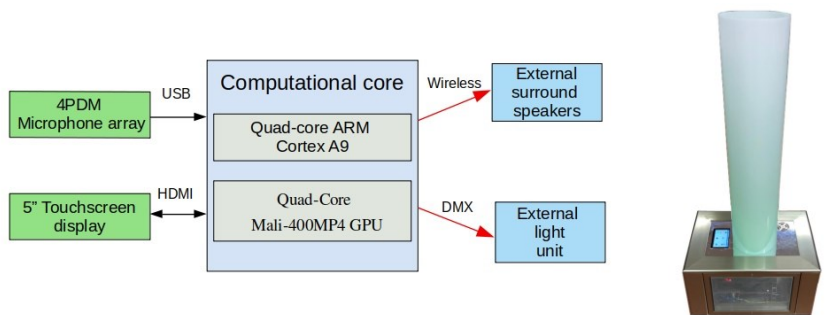 4PDM
Microphone array
USB
5” Touchscreen
display
HDMI
Computational core
Quad-core ARM
Cortex A9
Quad-Core
Mali-400MP4 GPU
Wireless
External
surround
speakers
DMX
External
light
unit